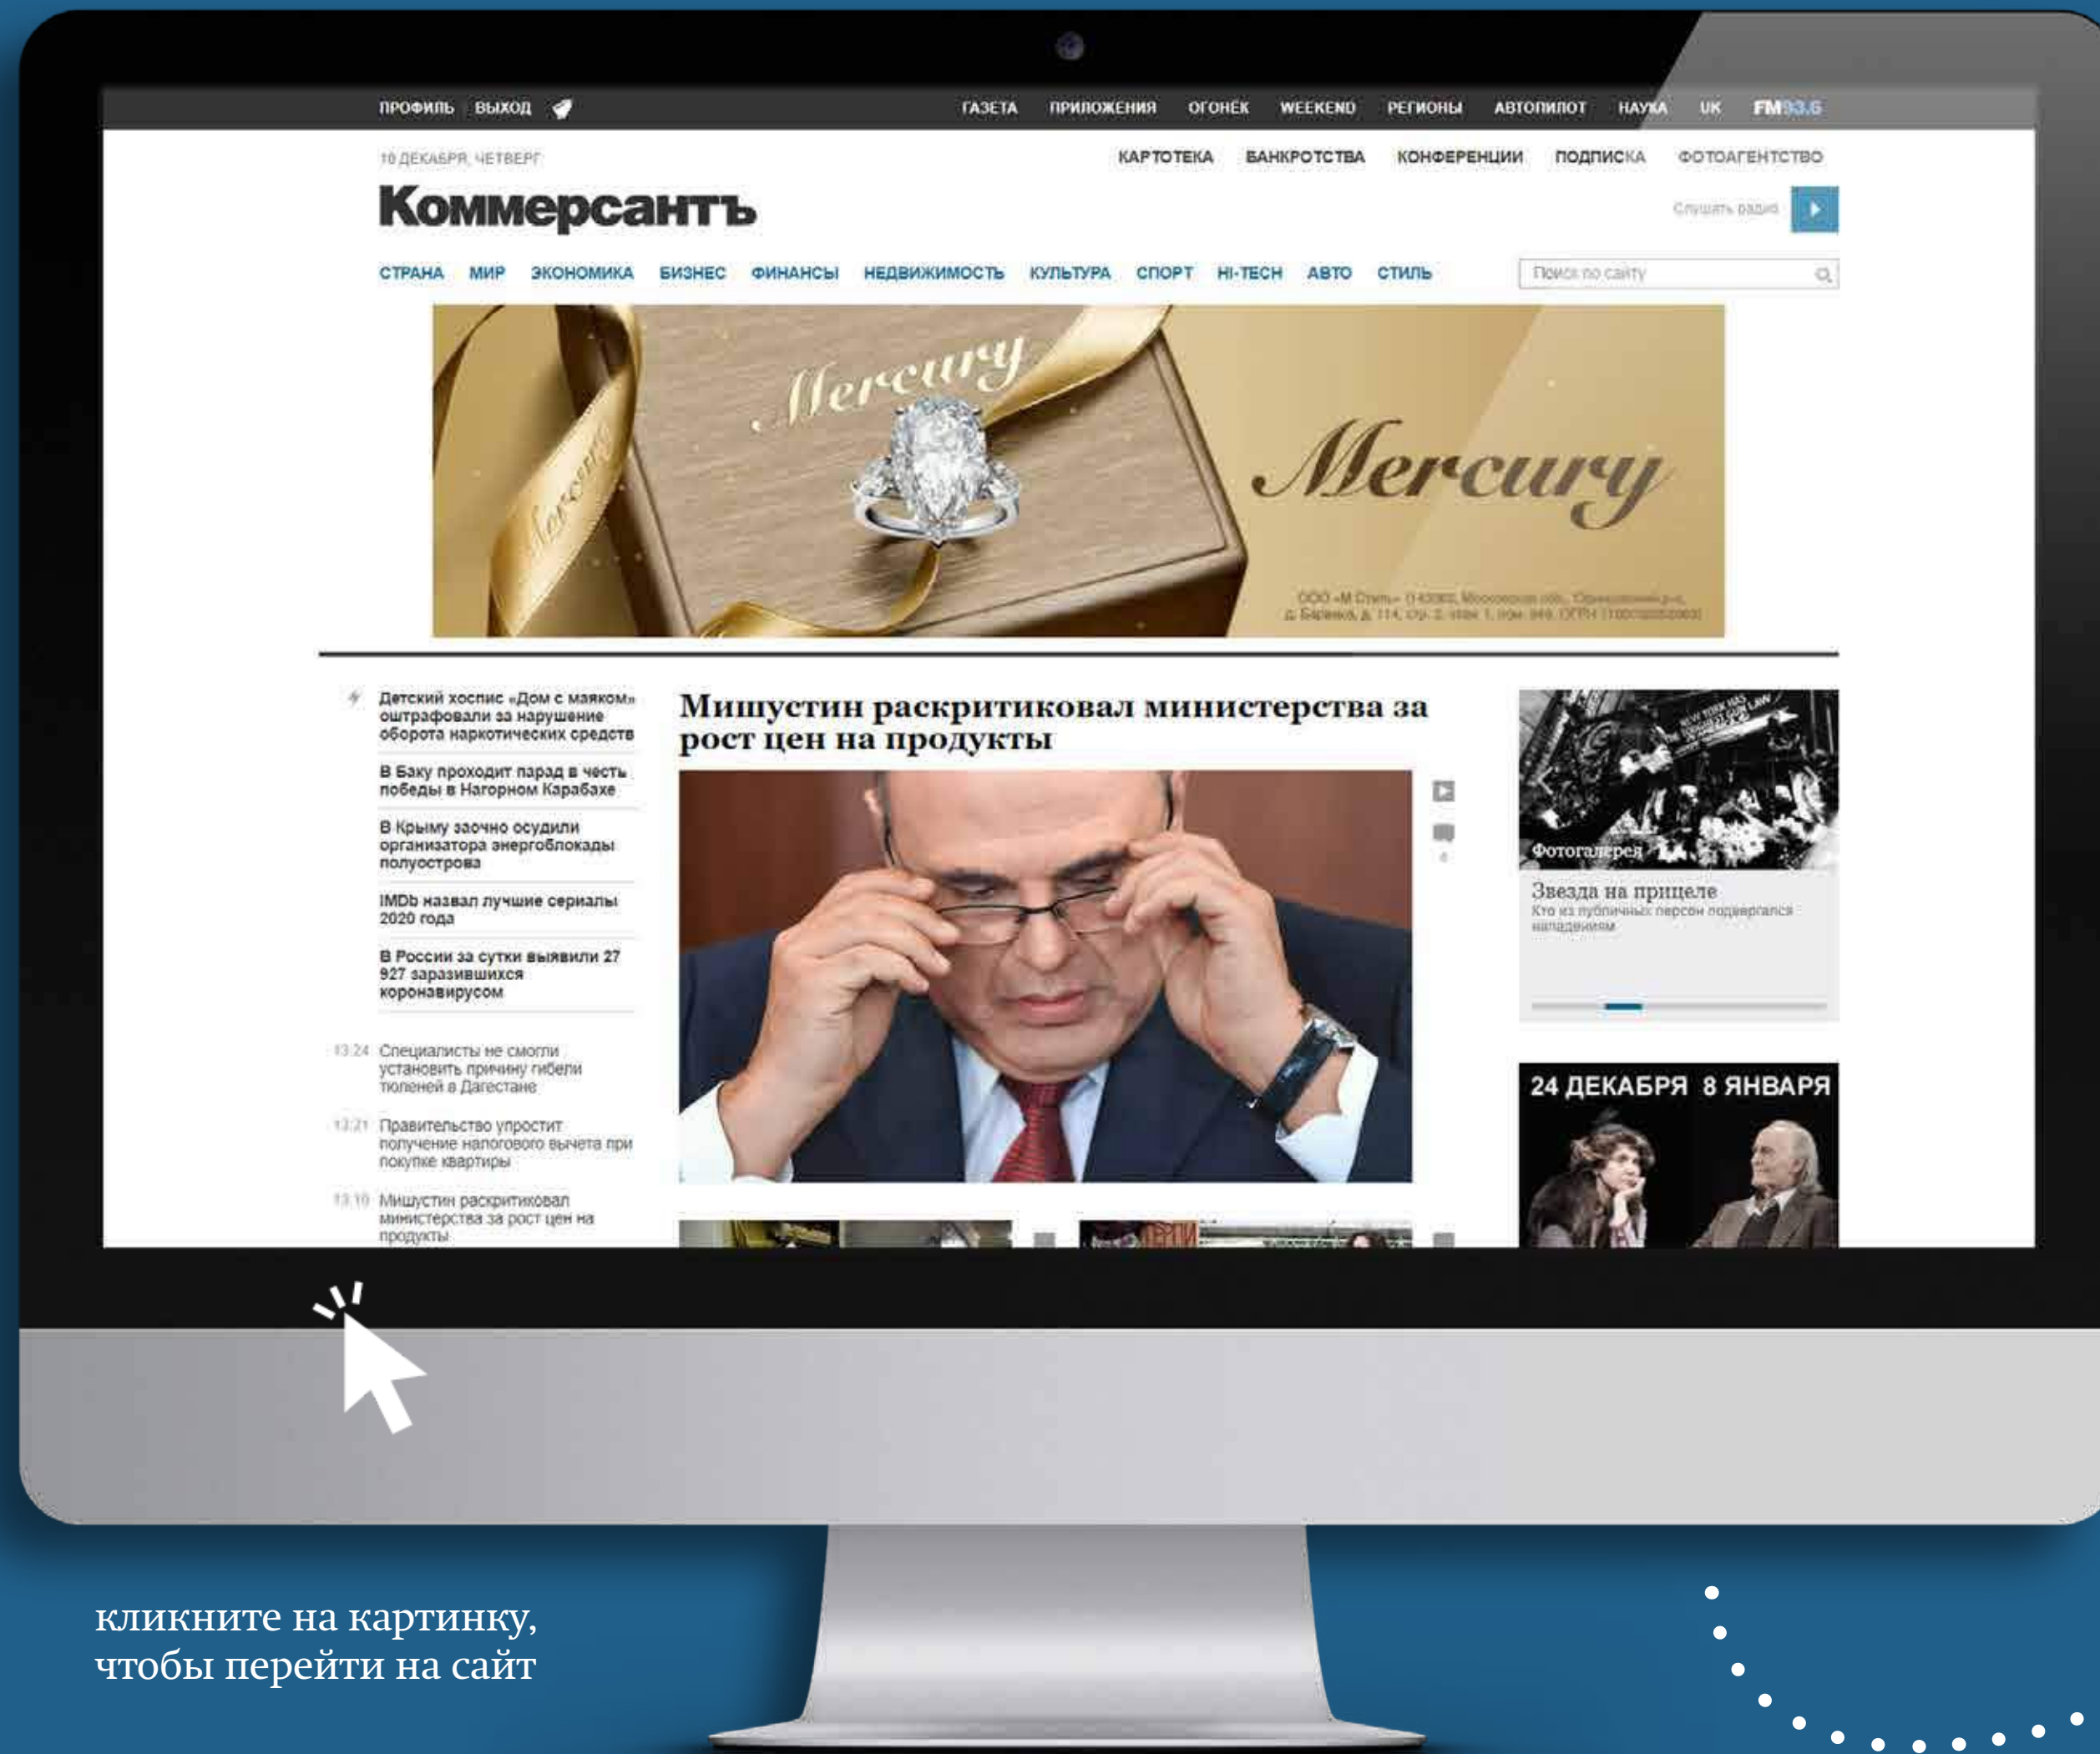 ПРОФИЛЬ ВЫХОД
ГАЗЕТА ПРИЛОЖЕНИЯ ОГОНЁК WEEKEND РЕГИОНЫ АВТОПИЛОТ НАУКА UK FM93.6
10 ДЕКАБРЯ, ЧЕТВЕРГ
КАРТОТЕКА БАНКРОТСТВА КОНФЕРЕНЦИИ ПОДПИСКА ФОТОАГЕНТСТВО
Коммерсантъ
Слушать радио
СТРАНА МИР ЭКОНОМИКА БИЗНЕС ФИНАНСЫ НЕДВИЖИМОСТЬ КУЛЬТУРА СПОРТ HI-TECH АВТО СТИЛЬ
Поиск по сайту
Mercury
Mercury
Mercury
ООО «М Стиль»
Детский хоспис «Дом с маяком»
оштрафовали за нарушение
оборота наркотических средств
В Баку проходит парад в честь
победы в Нагорном Карабахе
В Крыму заочно осудили
организатора энергоблокады
полуострова
IMDb назвал лучшие сериалы
2020 года
В России за сутки выявили 27
927 заразившихся
коронавирусом
13:24 Специалисты не смогли
установить причину гибели
тюленей в Дагестане
13:21 Правительство упростит
получение налогового вычета при
покупке квартиры
13:10 Мишустин раскритиковал
министерства за рост цен на
продукты
Мишустин раскритиковал министерства за
рост цен на продукты
Фотогалерея
Звезда на прицеле
Кто из публичных персон подвергался
нападениям
24 ДЕКАБРЯ 8 ЯНВАРЯ
кликните на картинку,
чтобы перейти на сайт